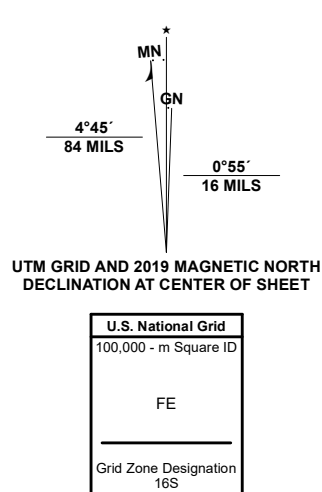 MN
GN
4°45´
84 MILS
0°55´
16 MILS
UTM GRID AND 2019 MAGNETIC NORTH
DECLINATION AT CENTER OF SHEET
U.S. National Grid
100,000 - m Square ID
FE
Grid Zone Designation
16S